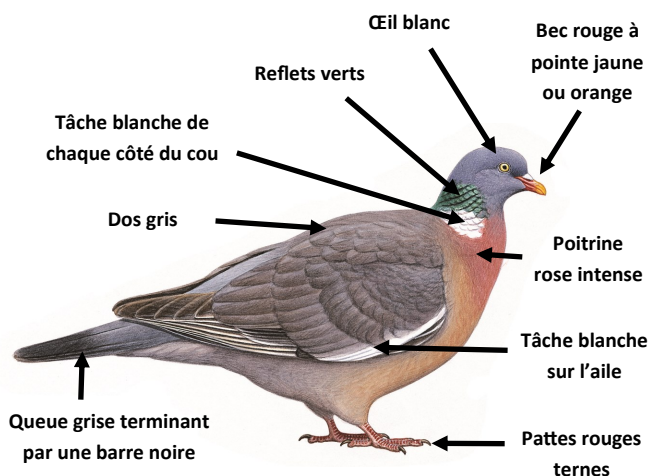 Œil blanc
Bec rouge à
pointe jaune
ou orange
Reflets verts
Tâche blanche de
chaque côté du cou
Dos gris
Poitrine
rose intense
Tâche blanche
sur l’aile
Queue grise terminant
par une barre noire
Pattes rouges
ternes